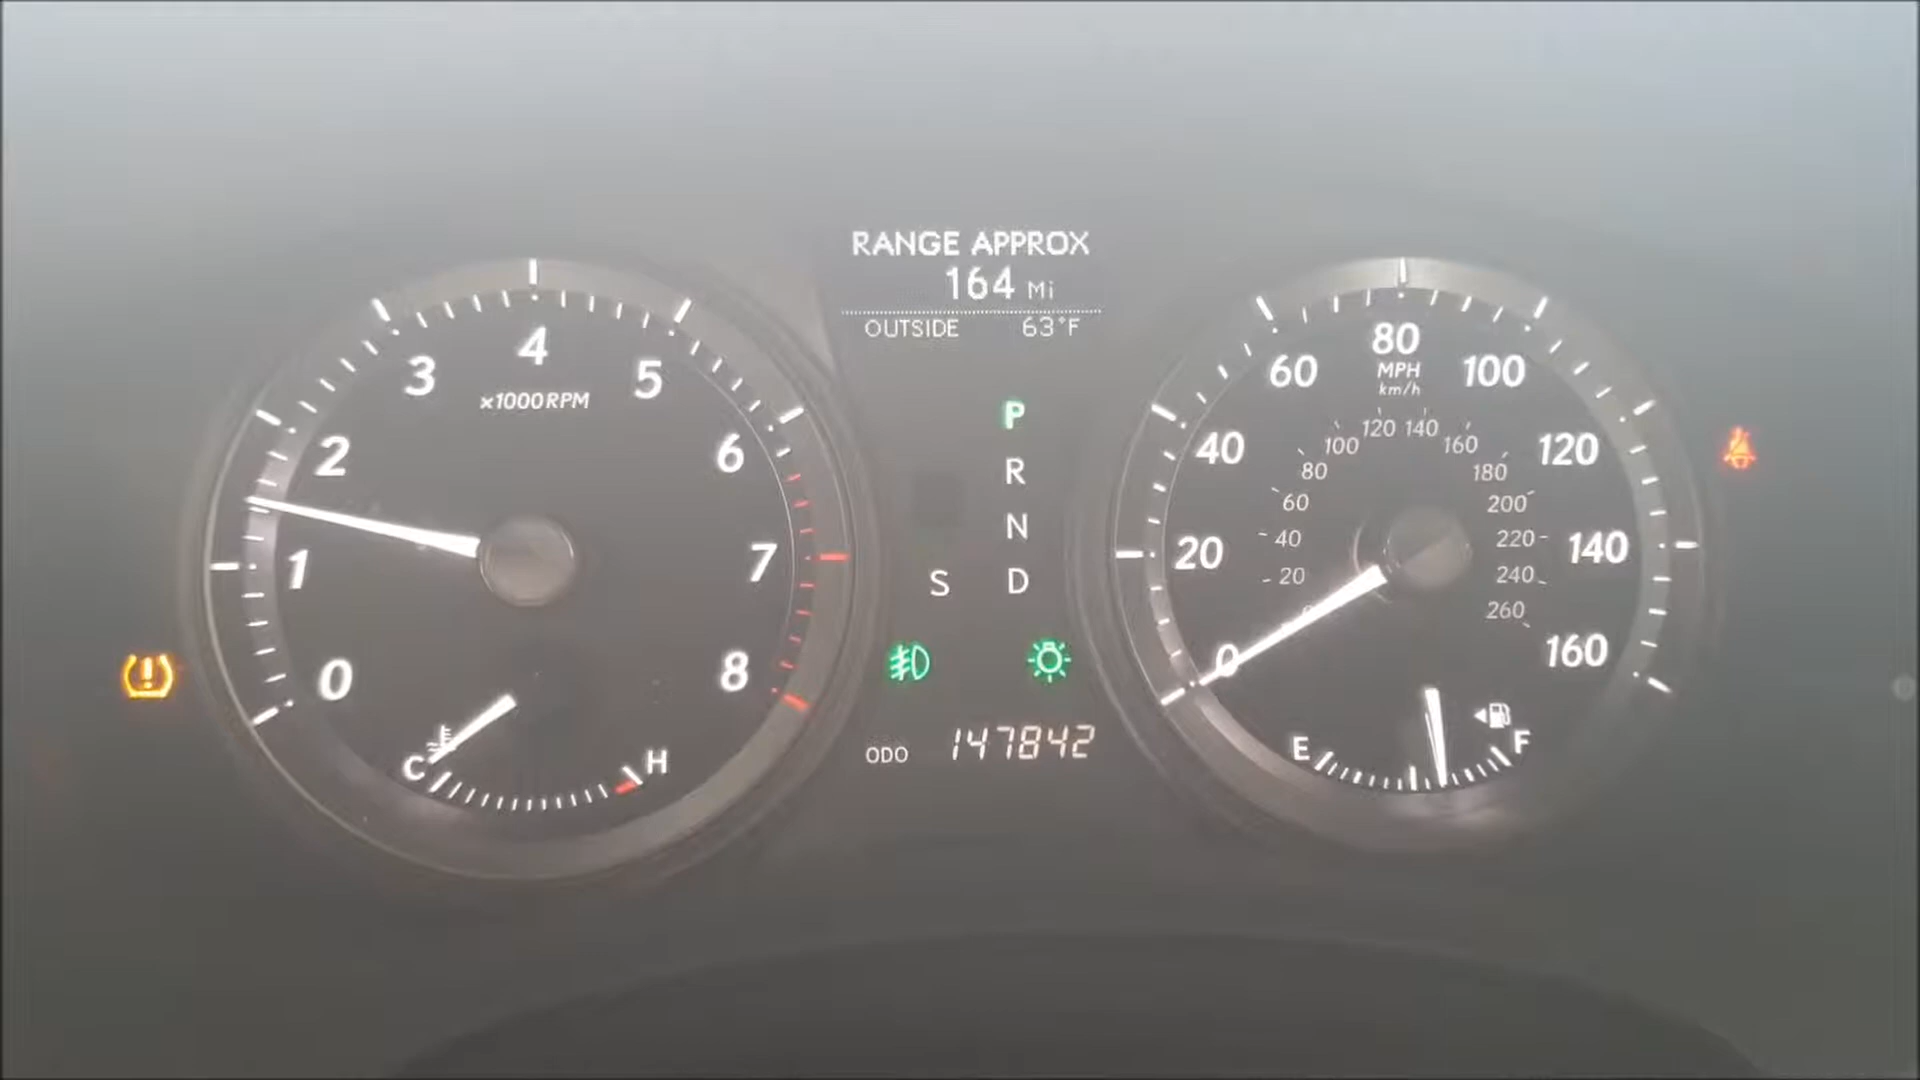 RANGE APPROX
164 Mi
OUTSIDE 63°F
0 1 2 3 4 5 6 7 8
×1000RPM
C H
P
R
N
S D
ODO 147842
0 20 40 60 80 100 120 140 160
MPH
km/h
20 40 60 80 100 120 140 160 180 200 220 240 260
E F